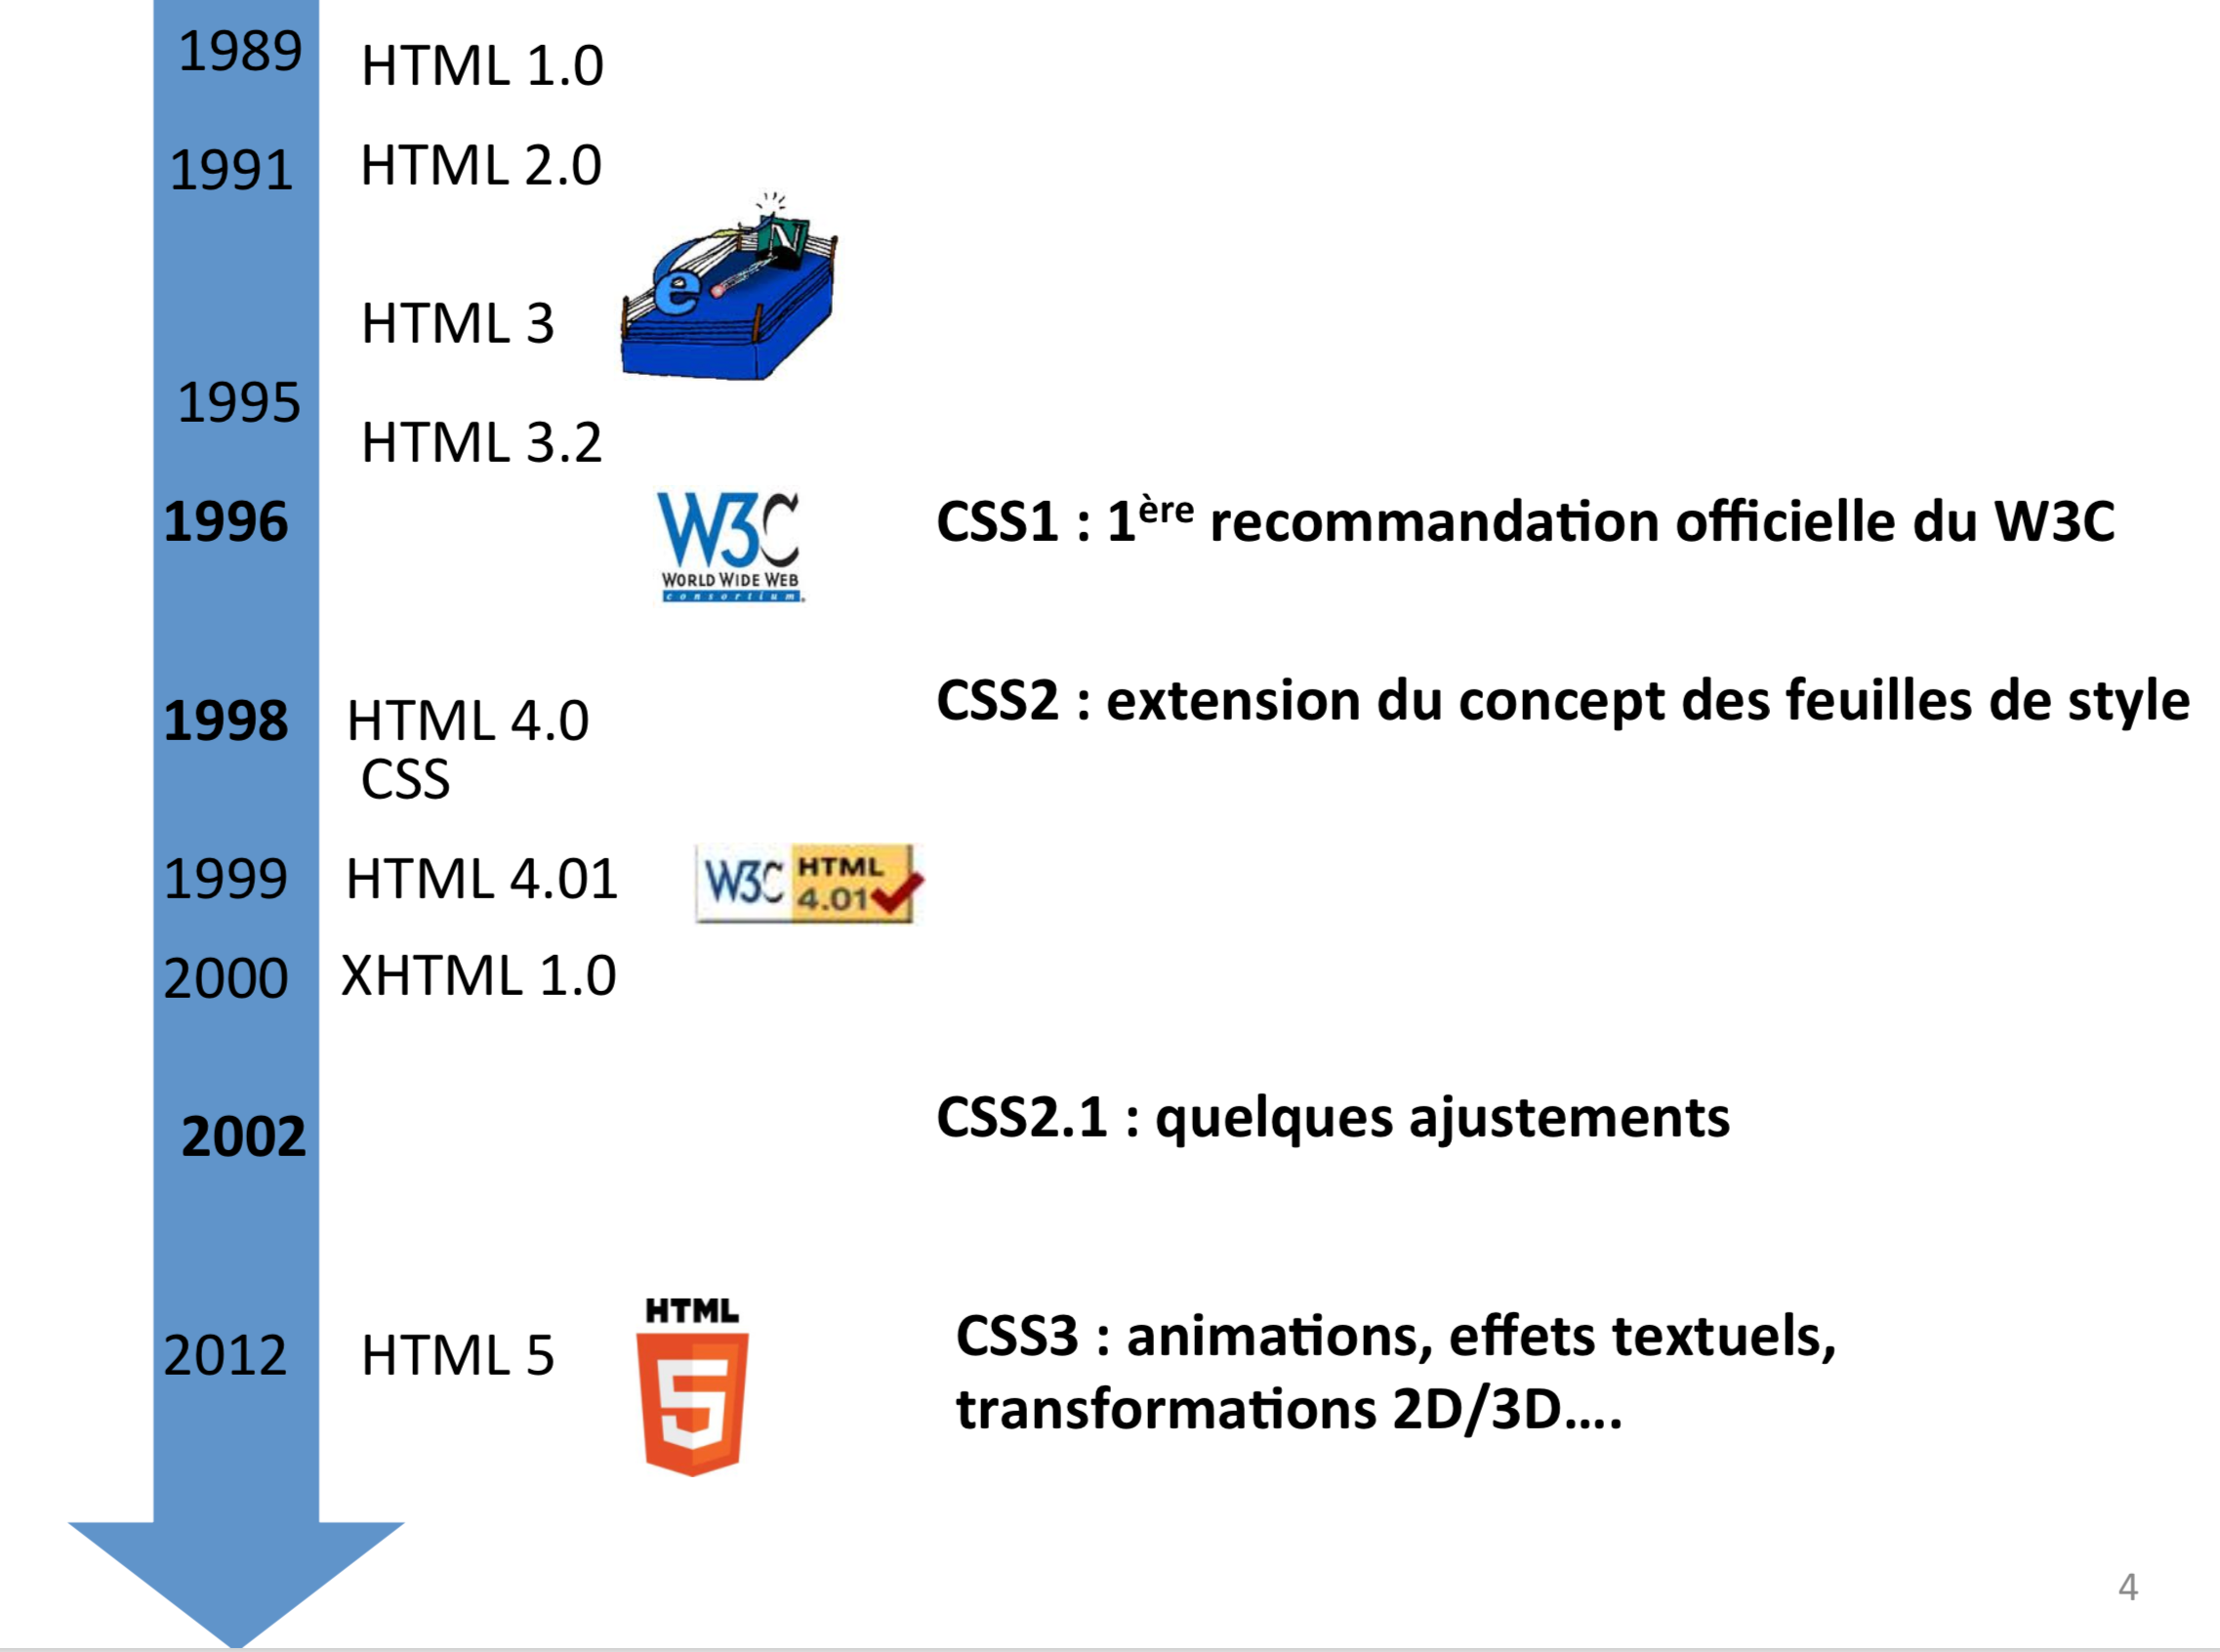 1989 HTML 1.0
1991 HTML 2.0
N
e
HTML 3
1995
HTML 3.2
1996 W3C CSS1 : 1ère recommandation officielle du W3C
WORLD WIDE WEB
consortium
CSS2 : extension du concept des feuilles de style
1998 HTML 4.0
CSS
1999 HTML 4.01 W3C HTML 4.01
2000 XHTML 1.0
CSS2.1 : quelques ajustements
2002
HTML
5
2012 HTML 5 CSS3 : animations, effets textuels,
transformations 2D/3D....
4